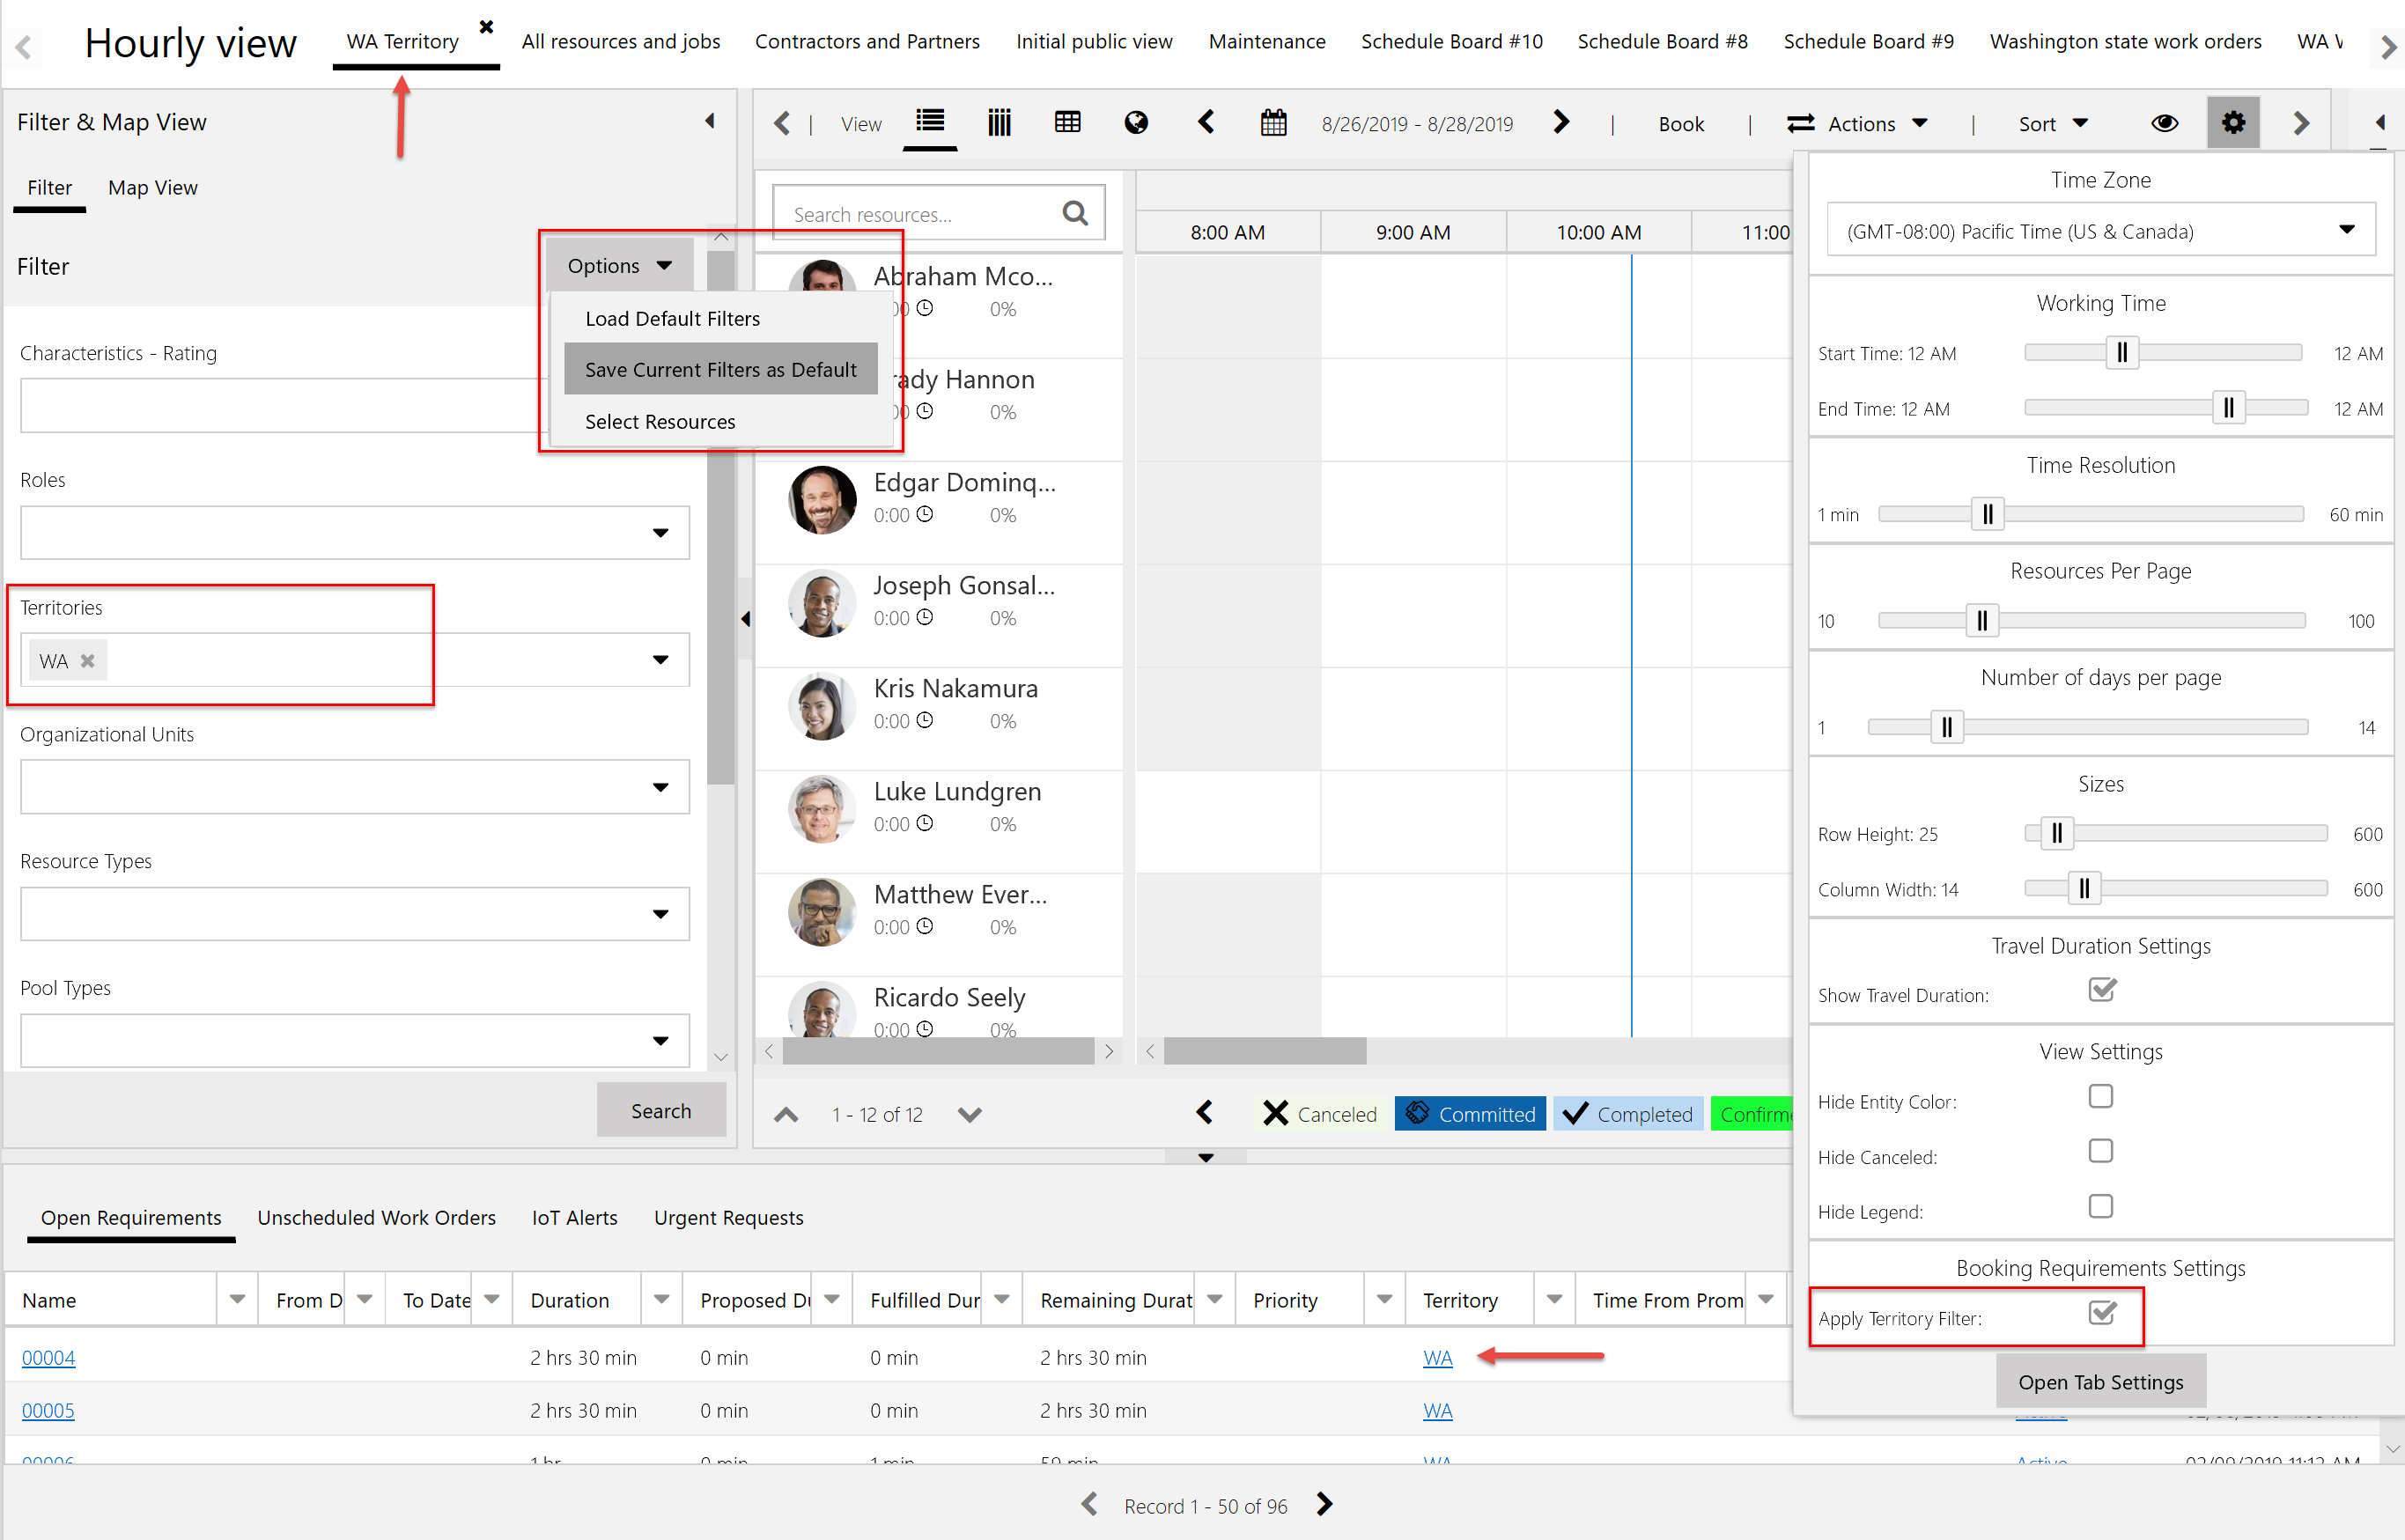 Hourly view
WA Territory
All resources and jobs
Contractors and Partners
Initial public view
Maintenance
Schedule Board #10
Schedule Board #8
Schedule Board #9
Washington state work orders
WA
Filter & Map View
Filter
Map View
Filter
Options
Load Default Filters
Save Current Filters as Default
Select Resources
Characteristics - Rating
Roles
Territories
WA
Organizational Units
Resource Types
Pool Types
Search
View
8/26/2019 - 8/28/2019
Book
Actions
Sort
Search resources...
8:00 AM
9:00 AM
10:00 AM
11:00
Abraham Mco...
0%
Hannon
0%
Edgar Dominq...
0:00 0%
Joseph Gonsal...
0:00 0%
Kris Nakamura
0:00 0%
Luke Lundgren
0:00 0%
Matthew Ever...
0:00 0%
Ricardo Seely
0:00 0%
1 - 12 of 12
Canceled
Committed
Completed
Confirme
Time Zone
(GMT-08:00) Pacific Time (US & Canada)
Working Time
Start Time: 12 AM 12 AM
End Time: 12 AM 12 AM
Time Resolution
1 min 60 min
Resources Per Page
10 100
Number of days per page
1 14
Sizes
Row Height: 25 600
Column Width: 14 600
Travel Duration Settings
Show Travel Duration:
View Settings
Hide Entity Color:
Hide Canceled:
Hide Legend:
Booking Requirements Settings
Apply Territory Filter:
Open Tab Settings
Open Requirements
Unscheduled Work Orders
IoT Alerts
Urgent Requests
Name From D To Date Duration Proposed Du Fulfilled Dur Remaining Durat Priority Territory Time From Prom
00004 2 hrs 30 min 0 min 0 min 2 hrs 30 min WA
00005 2 hrs 30 min 0 min 0 min 2 hrs 30 min WA
00006 1 hr 0 min 1 min 59 min WA Active 02/09/2019 11:12 AM
Record 1 - 50 of 96